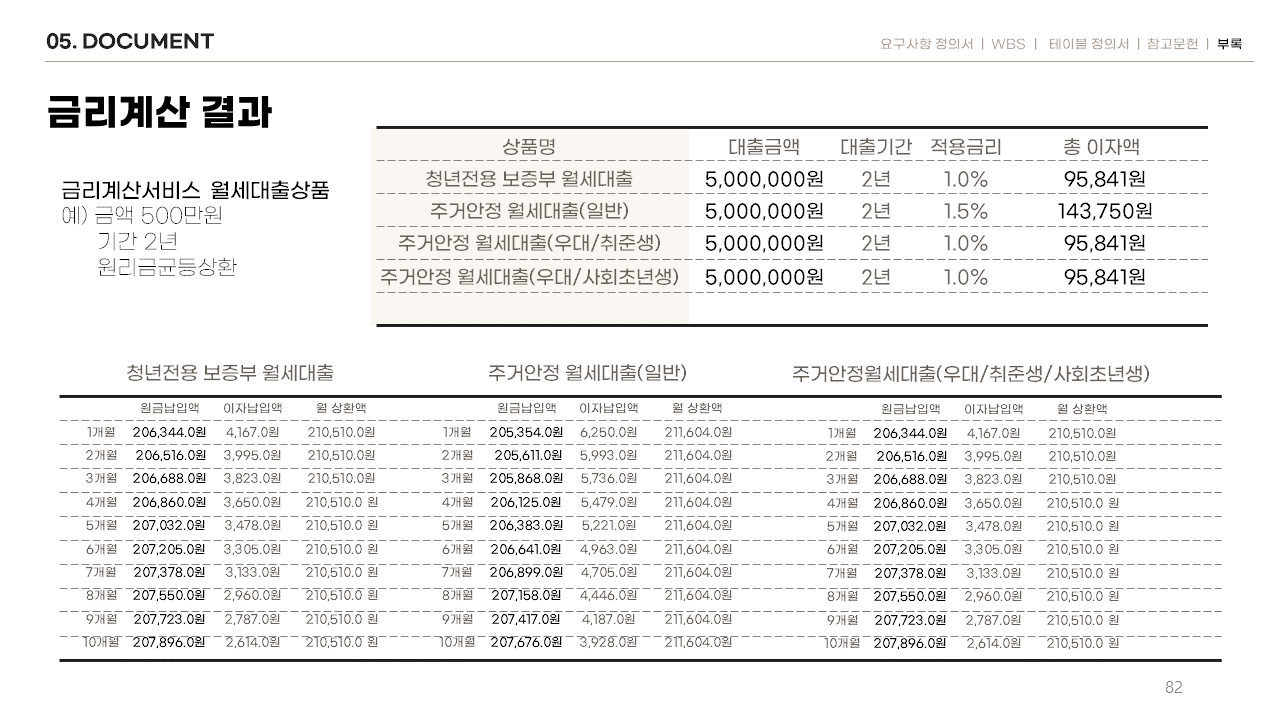 05. DOCUMENT
요구사항 정의서 | WBS | 테이블 정의서 | 참고문헌 | 부록
금리계산 결과
금리계산서비스 월세대출상품
예) 금액 500만원
기간 2년
원리금균등상환
상품명 대출금액 대출기간 적용금리 총 이자액
청년전용 보증부 월세대출 5,000,000원 2년 1.0% 95,841원
주거안정 월세대출(일반) 5,000,000원 2년 1.5% 143,750원
주거안정 월세대출(우대/취준생) 5,000,000원 2년 1.0% 95,841원
주거안정 월세대출(우대/사회초년생) 5,000,000원 2년 1.0% 95,841원
청년전용 보증부 월세대출 주거안정 월세대출(일반) 주거안정월세대출(우대/취준생/사회초년생)
원금납입액 이자납입액 월 상환액 원금납입액 이자납입액 월 상환액 원금납입액 이자납입액 월 상환액
1개월 206,344.0원 4,167.0원 210,510.0원 1개월 205,354.0원 6,250.0원 211,604.0원 1개월 206,344.0원 4,167.0원 210,510.0원
2개월 206,516.0원 3,995.0원 210,510.0원 2개월 205,611.0원 5,993.0원 211,604.0원 2개월 206,516.0원 3,995.0원 210,510.0원
3개월 206,688.0원 3,823.0원 210,510.0원 3개월 205,868.0원 5,736.0원 211,604.0원 3개월 206,688.0원 3,823.0원 210,510.0원
4개월 206,860.0원 3,650.0원 210,510.0 원 4개월 206,125.0원 5,479.0원 211,604.0원 4개월 206,860.0원 3,650.0원 210,510.0 원
5개월 207,032.0원 3,478.0원 210,510.0 원 5개월 206,383.0원 5,221.0원 211,604.0원 5개월 207,032.0원 3,478.0원 210,510.0 원
6개월 207,205.0원 3,305.0원 210,510.0 원 6개월 206,641.0원 4,963.0원 211,604.0원 6개월 207,205.0원 3,305.0원 210,510.0 원
7개월 207,378.0원 3,133.0원 210,510.0 원 7개월 206,899.0원 4,705.0원 211,604.0원 7개월 207,378.0원 3,133.0원 210,510.0 원
8개월 207,550.0원 2,960.0원 210,510.0 원 8개월 207,158.0원 4,446.0원 211,604.0원 8개월 207,550.0원 2,960.0원 210,510.0 원
9개월 207,723.0원 2,787.0원 210,510.0 원 9개월 207,417.0원 4,187.0원 211,604.0원 9개월 207,723.0원 2,787.0원 210,510.0 원
10개월 207,896.0원 2,614.0원 210,510.0 원 10개월 207,676.0원 3,928.0원 211,604.0원 10개월 207,896.0원 2,614.0원 210,510.0 원
82